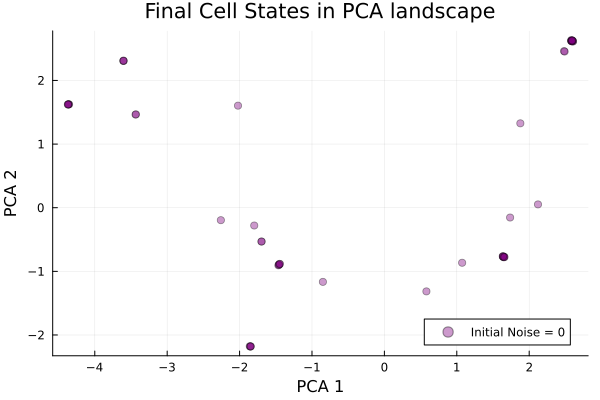 Final Cell States in PCA landscape
PCA 2
2
1
0
−1
−2
Initial Noise = 0
−4 −3 −2 −1 0 1 2
PCA 1